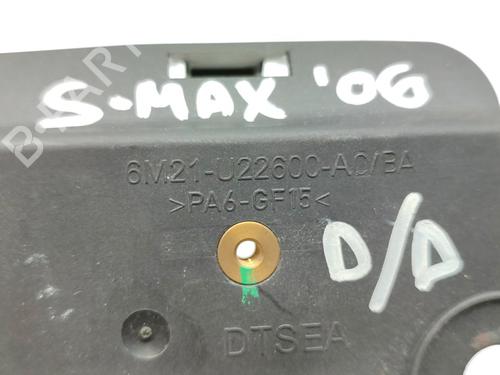 S-MAX '06
6M21-U22600-AC/BA
>PA6-GF15<
D/D
DTSEA